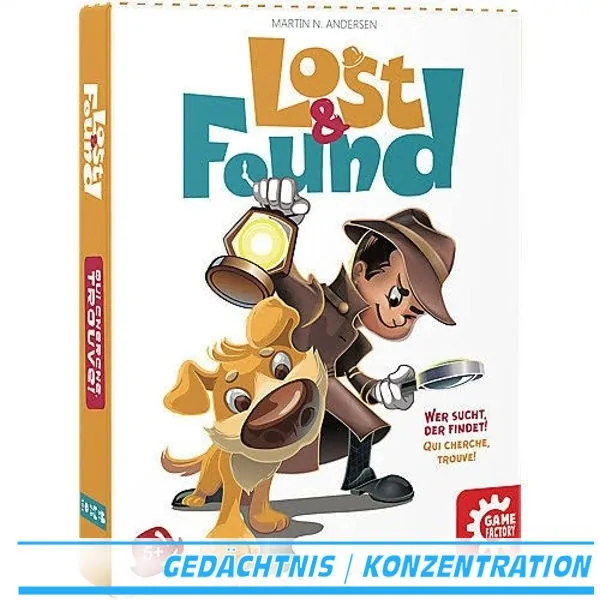 MARTIN N. ANDERSEN
Lost
&
Found
Lost
&
Found
QUI CHERCHE,
TROUVE!
WER SUCHT,
DER FINDET!
QUI CHERCHE,
TROUVE!
GAME
FACTORY
5+
GEDÄCHTNIS | KONZENTRATION